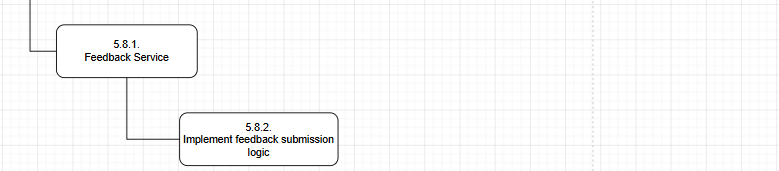 5.8.1.
Feedback Service
5.8.2.
Implement feedback submission
logic